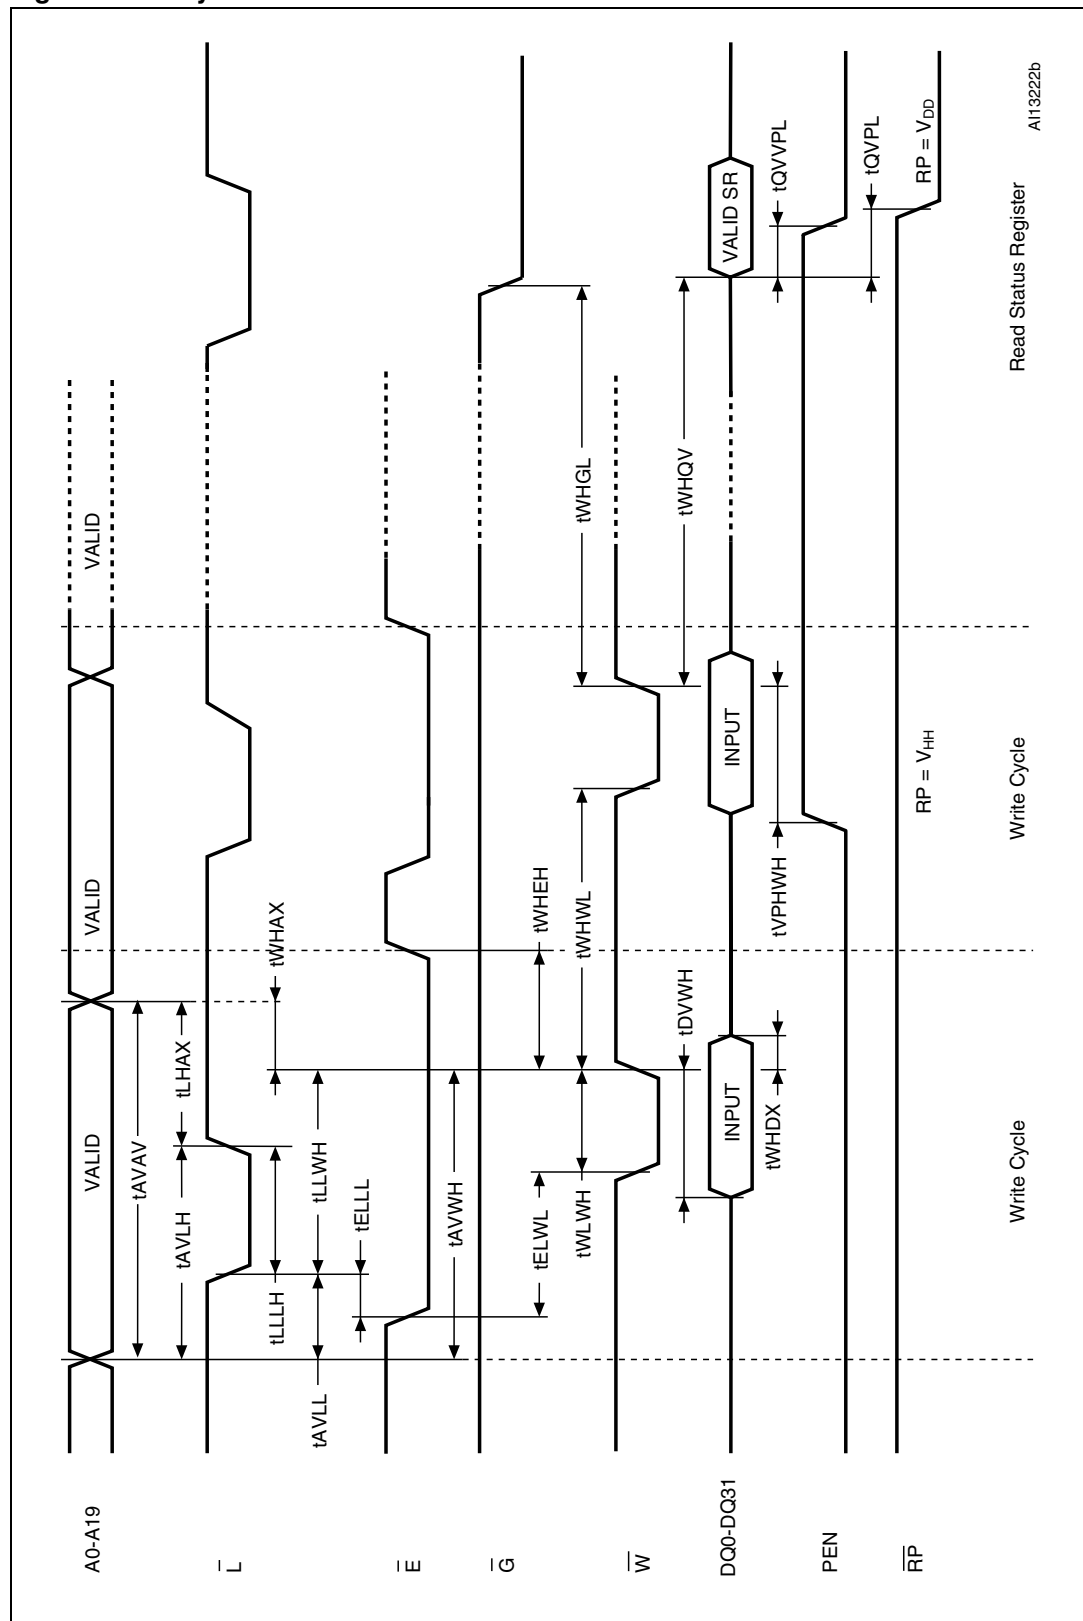 A0-A19
VALID
VALID
VALID
tAVAV
tAVLH
tLHAX
L
tLLLH
tWHAX
tAVLL
tLLWH
tELLL
E
tAVWH
G
tELWL
tWHEH
tWLWH
tWHWL
tWHGL
W
tDVWH
tWHQV
DQ0-DQ31
INPUT
INPUT
VALID SR
tWHDX
tVPHWH
tQVVPL
PEN
tQVPL
RP
RP = VHH
RP = VDD
Write Cycle
Write Cycle
Read Status Register
AI13222b